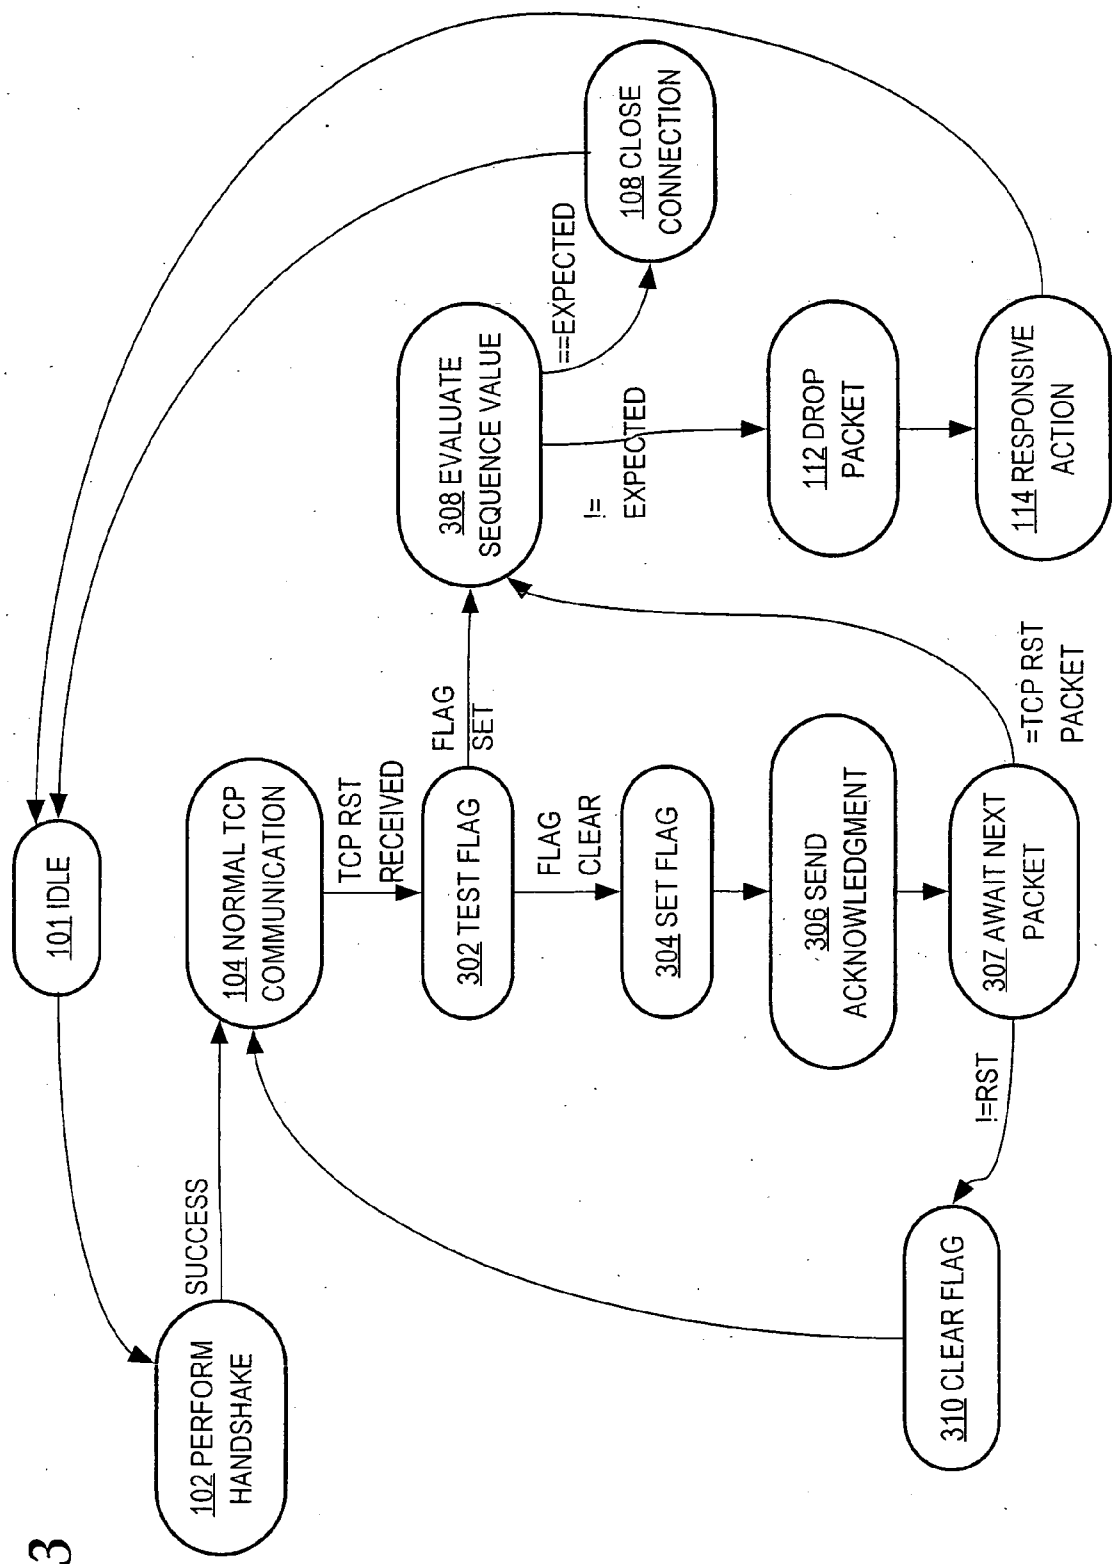 3
101 IDLE
102 PERFORM
HANDSHAKE
SUCCESS
104 NORMAL TCP
COMMUNICATION
TCP RST
RECEIVED
302 TEST FLAG
FLAG
SET
FLAG
CLEAR
304 SET FLAG
306 SEND
ACKNOWLEDGMENT
307 AWAIT NEXT
PACKET
!=RST
310 CLEAR FLAG
=TCP RST
PACKET
308 EVALUATE
SEQUENCE VALUE
==EXPECTED
108 CLOSE
CONNECTION
!=
EXPECTED
112 DROP
PACKET
114 RESPONSIVE
ACTION